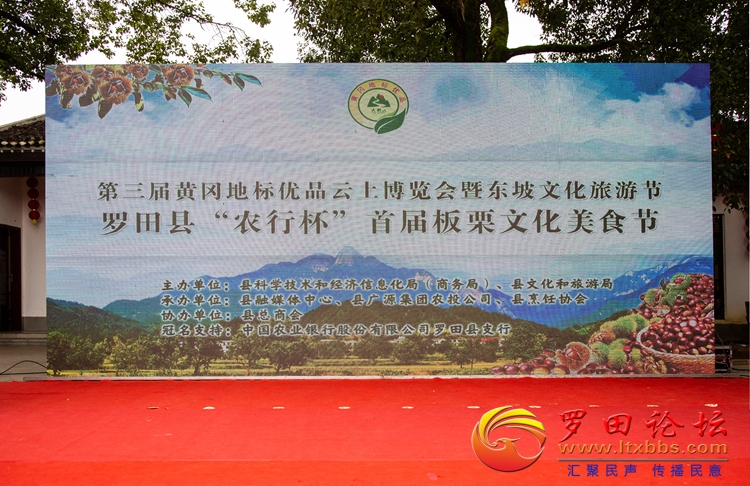 黄冈地标优品
第三届黄冈地标优品云上博览会暨东坡文化旅游节
罗田县“农行杯”首届板栗文化美食节
主办单位：县科学技术和经济信息化局（商务局）、县文化和旅游局
承办单位：县融媒体中心、县广源集团农投公司、县烹饪协会
协办单位：县总商会
冠名支持：中国农业银行股份有限公司罗田县支行
罗田论坛
www.ltxbbs.com
汇聚民声 传播民意